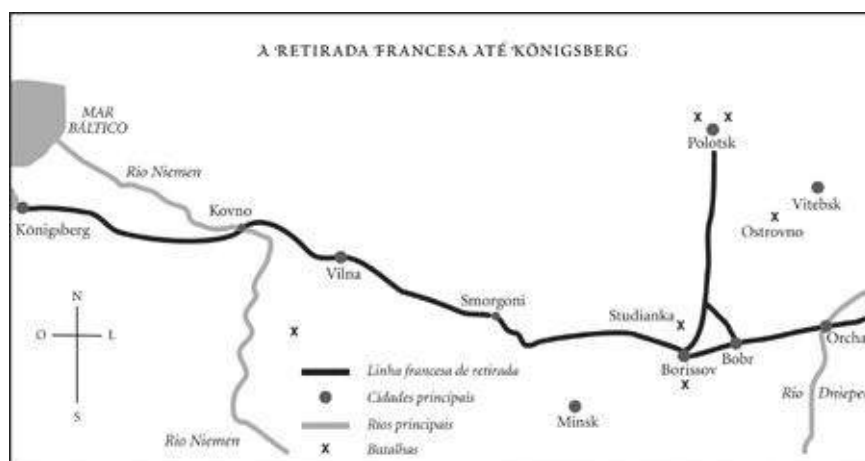 A RETIRADA FRANCESA ATÉ KÖNIGSBERG
MAR
BÁLTICO
Rio Niemen
Polotsk
Vitebsk
Ostrovno
Königsberg
Kovno
Vilna
Smorgoni
Studianka
Orcha
Bobr
Borissov
N
O
L
S
Linha francesa de retirada
Cidades principais
Rios principais
Batalhas
Minsk
Rio
Dnieper
Rio Niemen
X
X
X
X
X
X
X